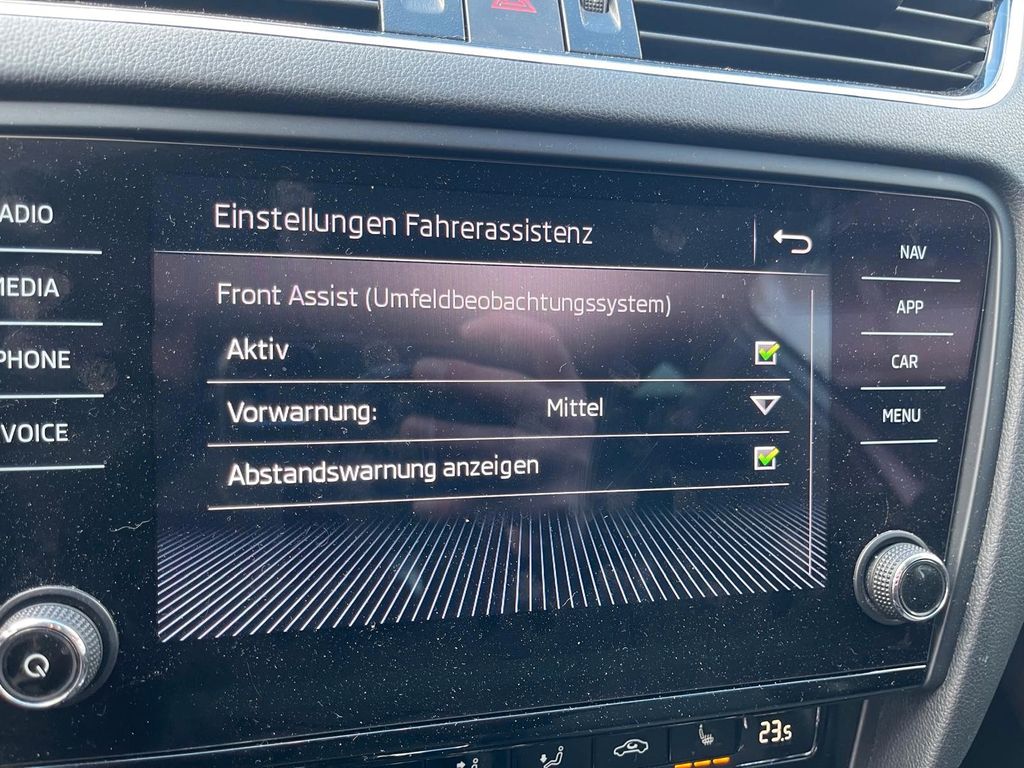 ADIO
MEDIA
PHONE
VOICE
Einstellungen Fahrerassistenz
Front Assist (Umfeldbeobachtungssystem)
Aktiv
Vorwarnung: Mittel
Abstandswarnung anzeigen
NAV
APP
CAR
MENU
23.5